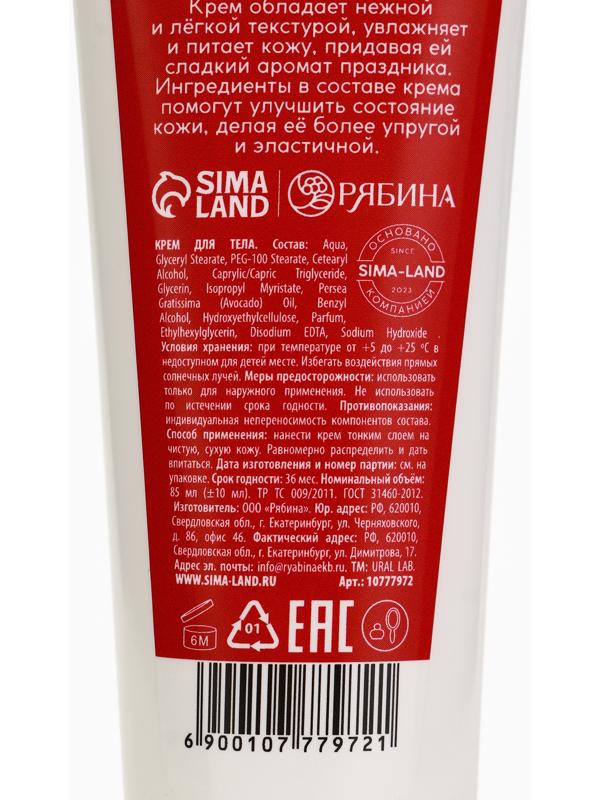 Крем обладает нежной
и лёгкой текстурой, увлажняет
и питает кожу, придавая ей
сладкий аромат праздника.
Ингредиенты в составе крема
помогут улучшить состояние
кожи, делая её более упругой
и эластичной.
SIMA
LAND
РЯБИНА
ОСНОВАНО
SINCE
SIMA-LAND
2023
КОМПАНИЕЙ
КРЕМ ДЛЯ ТЕЛА. Состав: Aqua,
Glyceryl Stearate, PEG-100 Stearate, Cetearyl
Alcohol, Caprylic/Capric Triglyceride,
Glycerin, Isopropyl Myristate, Persea
Gratissima (Avocado) Oil, Benzyl
Alcohol, Hydroxyethylcellulose, Parfum,
Ethylhexylglycerin, Disodium EDTA, Sodium Hydroxide .
Условия хранения: при температуре от +5 до +25 °С в
недоступном для детей месте. Избегать воздействия прямых
солнечных лучей. Меры предосторожности: использовать
только для наружного применения. Не использовать
по истечении срока годности. Противопоказания:
индивидуальная непереносимость компонентов состава.
Способ применения: нанести крем тонким слоем на
чистую, сухую кожу. Равномерно распределить и дать
впитаться. Дата изготовления и номер партии: см. на
упаковке. Срок годности: 36 мес. Номинальный объём:
85 мл (±10 мл). ТР ТС 009/2011. ГОСТ 31460-2012.
Изготовитель: ООО «Рябина». Юр. адрес: РФ, 620010,
Свердловская обл., г. Екатеринбург, ул. Черняховского,
д. 86, офис 46. Фактический адрес: РФ, 620010,
Свердловская обл., г. Екатеринбург, ул. Димитрова, 17.
Адрес эл. почты: info@ryabinaekb.ru. TM: URAL LAB.
WWW.SIMA-LAND.RU Арт.: 10777972
6M
01
EAC
6 900107 779721